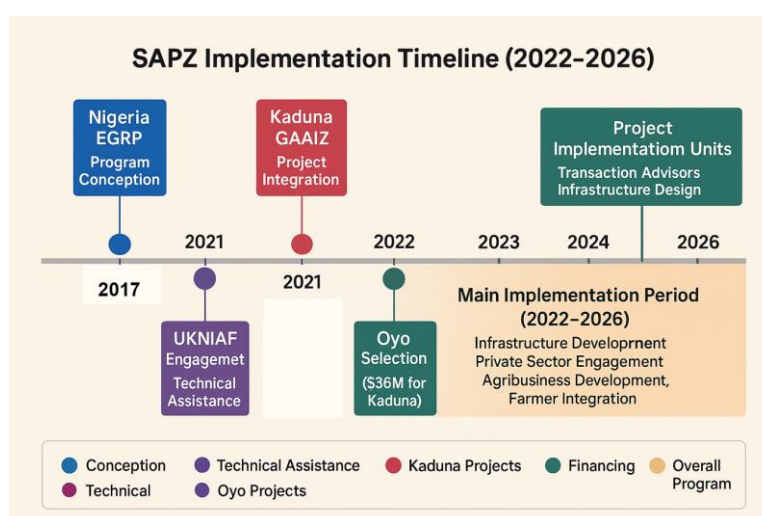 SAPZ Implementation Timeline (2022–2026)
Nigeria
EGRP
Program
Conception
Kaduna
GAAIZ
Project
Integration
Project
Implementatiom Units
Transaction Advisors
Infrastructure Design
2021
2022
2023
2024
2026
2017
2021
UKNIAF
Engagemet
Technical
Assistance
Oyo
Selection
($36M for
Kaduna)
Main Implementation Period
(2022–2026)
Infrastructure Development
Private Sector Engagement
Agribusiness Development,
Farmer Integration
Conception
Technical Assistance
Kaduna Projects
Financing
Overall
Program
Technical
Oyo Projects